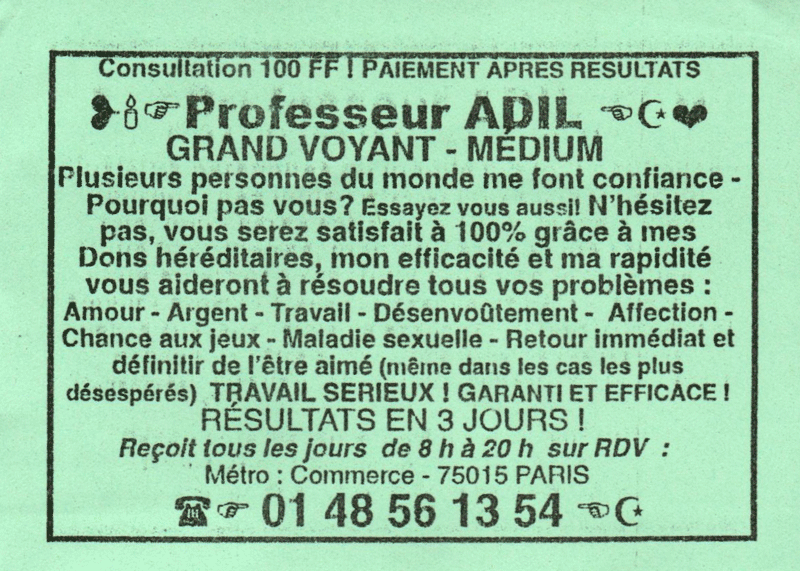 Consultation 100 FF ! PAIEMENT APRES RESULTATS
Professeur ADIL
GRAND VOYANT - MÉDIUM
Plusieurs personnes du monde me font confiance -
Pourquoi pas vous? Essayez vous aussi! N'hésitez
pas, vous serez satisfait à 100% grâce à mes
Dons héréditaires, mon efficacité et ma rapidité
vous aideront à résoudre tous vos problèmes :
Amour - Argent - Travail - Désenvoûtement - Affection -
Chance aux jeux - Maladie sexuelle - Retour immédiat et
définitir de l'être aimé (même dans les cas les plus
désespérés) TRAVAIL SERIEUX ! GARANTI ET EFFICACE !
RÉSULTATS EN 3 JOURS !
Reçoit tous les jours de 8 h à 20 h sur RDV :
Métro : Commerce - 75015 PARIS
01 48 56 13 54